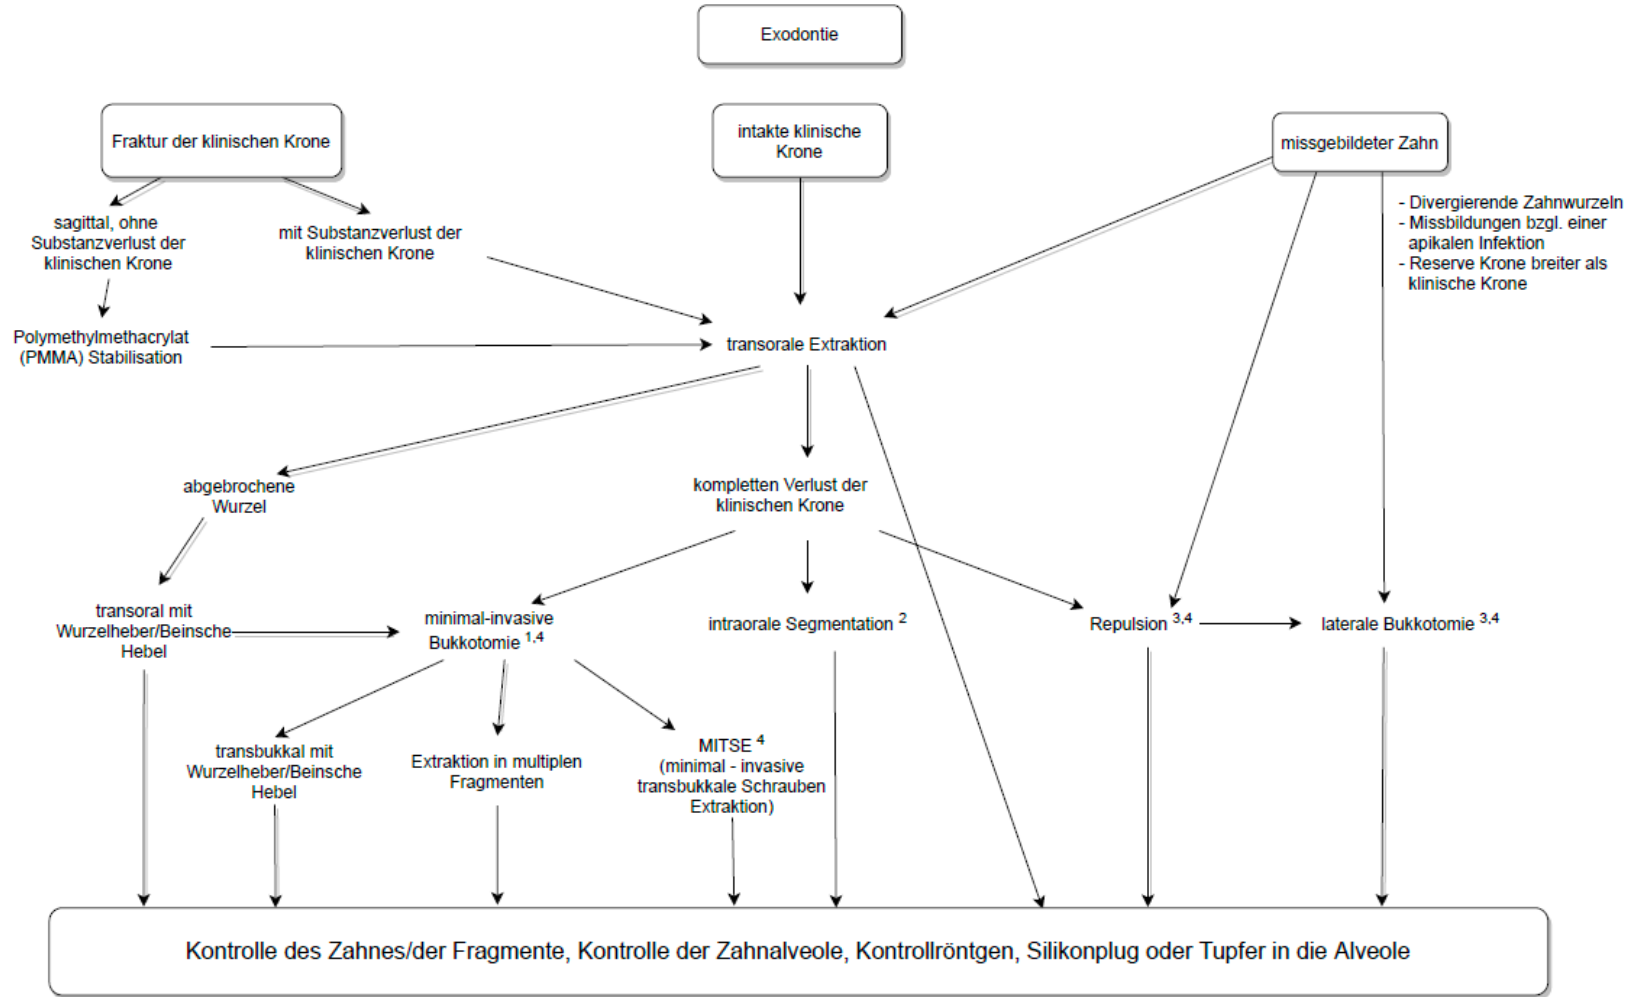 Exodontie
Fraktur der klinischen Krone
intakte klinische
Krone
missgebildeter Zahn
- Divergierende Zahnwurzeln
- Missbildungen bzgl. einer
apikalen Infektion
- Reserve Krone breiter als
klinische Krone
sagittal, ohne
Substanzverlust der
klinischen Krone
mit Substanzverlust der
klinischen Krone
Polymethylmethacrylat
(PMMA) Stabilisation
transorale Extraktion
abgebrochene
Wurzel
kompletten Verlust der
klinischen Krone
transoral mit
Wurzelheber/Beinsche
Hebel
minimal-invasive
Bukkotomie 1,4
intraorale Segmentation 2
Repulsion 3,4
laterale Bukkotomie 3,4
transbukkal mit
Wurzelheber/Beinsche
Hebel
Extraktion in multiplen
Fragmenten
MITSE 4
(minimal - invasive
transbukkale Schrauben
Extraktion)
Kontrolle des Zahnes/der Fragmente, Kontrolle der Zahnalveole, Kontrollröntgen, Silikonplug oder Tupfer in die Alveole